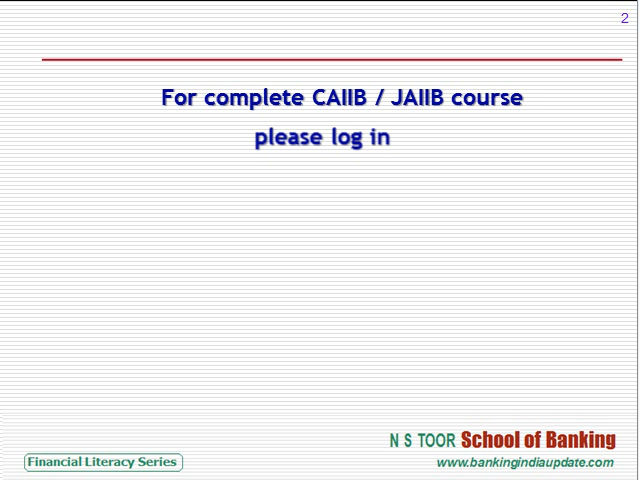 2
For complete CAIIB / JAIIB course
please log in
N S TOOR School of Banking
Financial Literacy Series
www.bankingindiaupdate.com